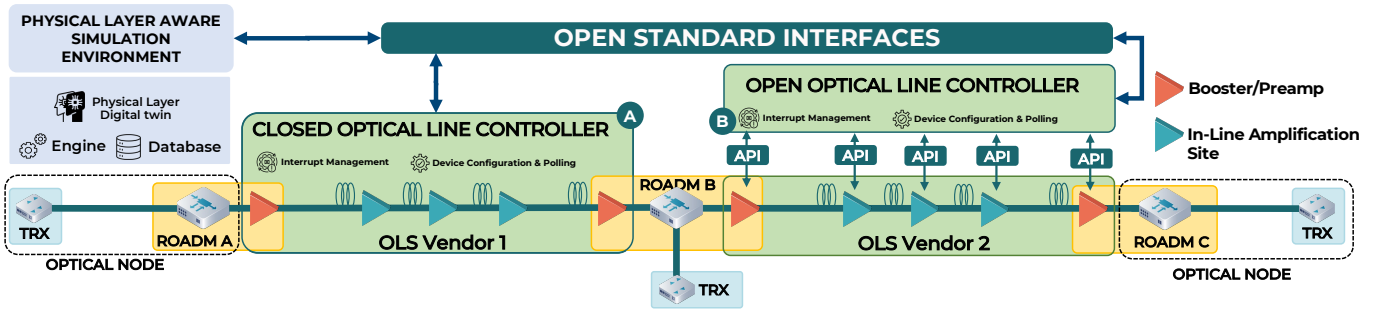 PHYSICAL LAYER AWARE
SIMULATION
ENVIRONMENT
Physical Layer
Digital twin
Engine
Database
OPEN STANDARD INTERFACES
A
CLOSED OPTICAL LINE CONTROLLER
Interrupt Management
Device Configuration & Polling
OPEN OPTICAL LINE CONTROLLER
B
Interrupt Management
Device Configuration & Polling
API
API
API
API
API
Booster/Preamp
In-Line Amplification
Site
TRX
ROADM A
OPTICAL NODE
OLS Vendor 1
ROADM B
TRX
OLS Vendor 2
ROADM C
TRX
OPTICAL NODE